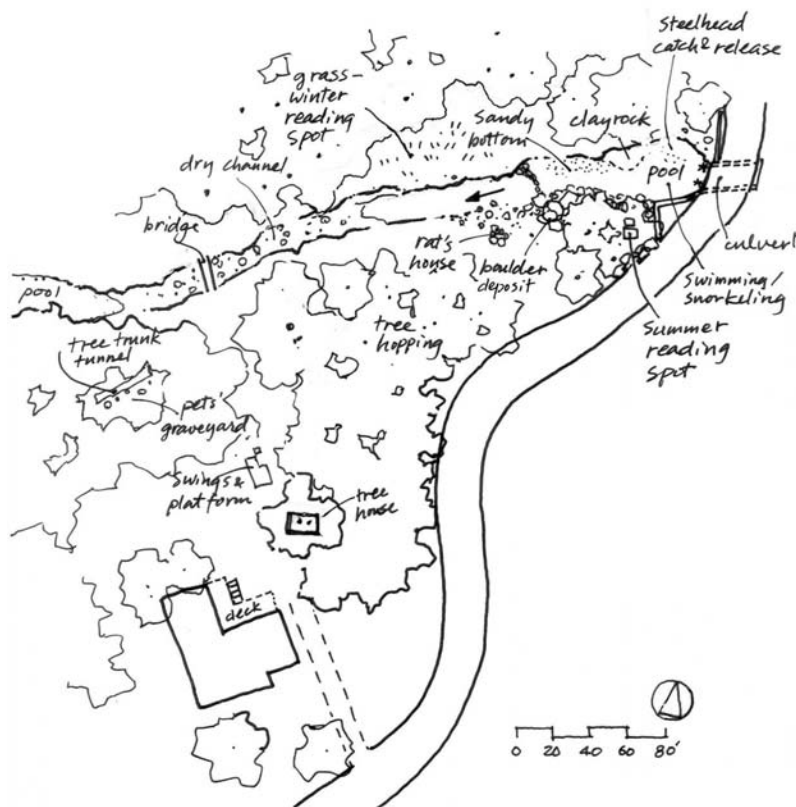 Steelhead
catch & release
grass-
winter
reading
spot
sandy
bottom
clayrock
dry channel
pool
bridge
culvert
rat's
house
boulder
deposit
swimming/
snorkeling
pool
tree
hopping
summer
reading
spot
tree trunk
tunnel
pets'
graveyard
swings &
platform
tree
house
deck
0 20 40 60 80'